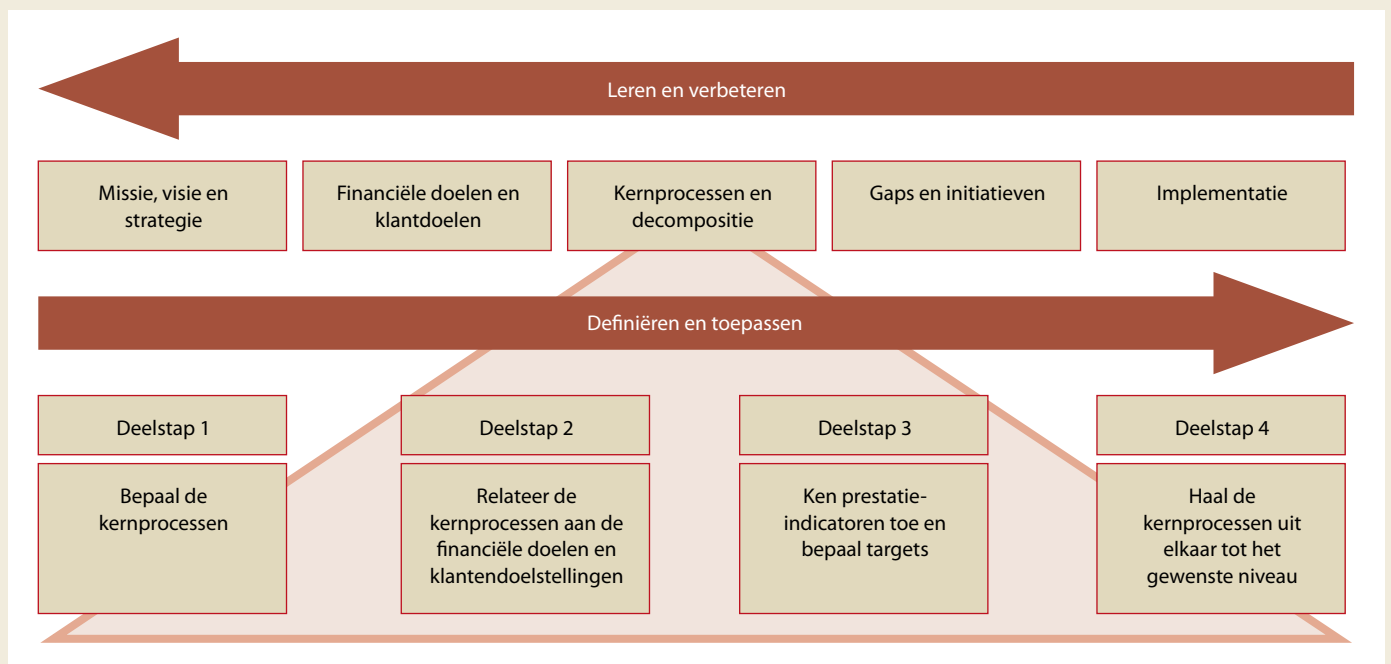 Leren en verbeteren
Missie, visie en
strategie
Financiële doelen en
klantdoelen
Kernprocessen en
decompositie
Gaps en initiatieven
Implementatie
Definiëren en toepassen
Deelstap 1
Deelstap 2
Deelstap 3
Deelstap 4
Bepaal de
kernprocessen
Relateer de
kernprocessen aan de
financiële doelen en
klantendoelstellingen
Ken prestatie-
indicatoren toe en
bepaal targets
Haal de
kernprocessen uit
elkaar tot het
gewenste niveau